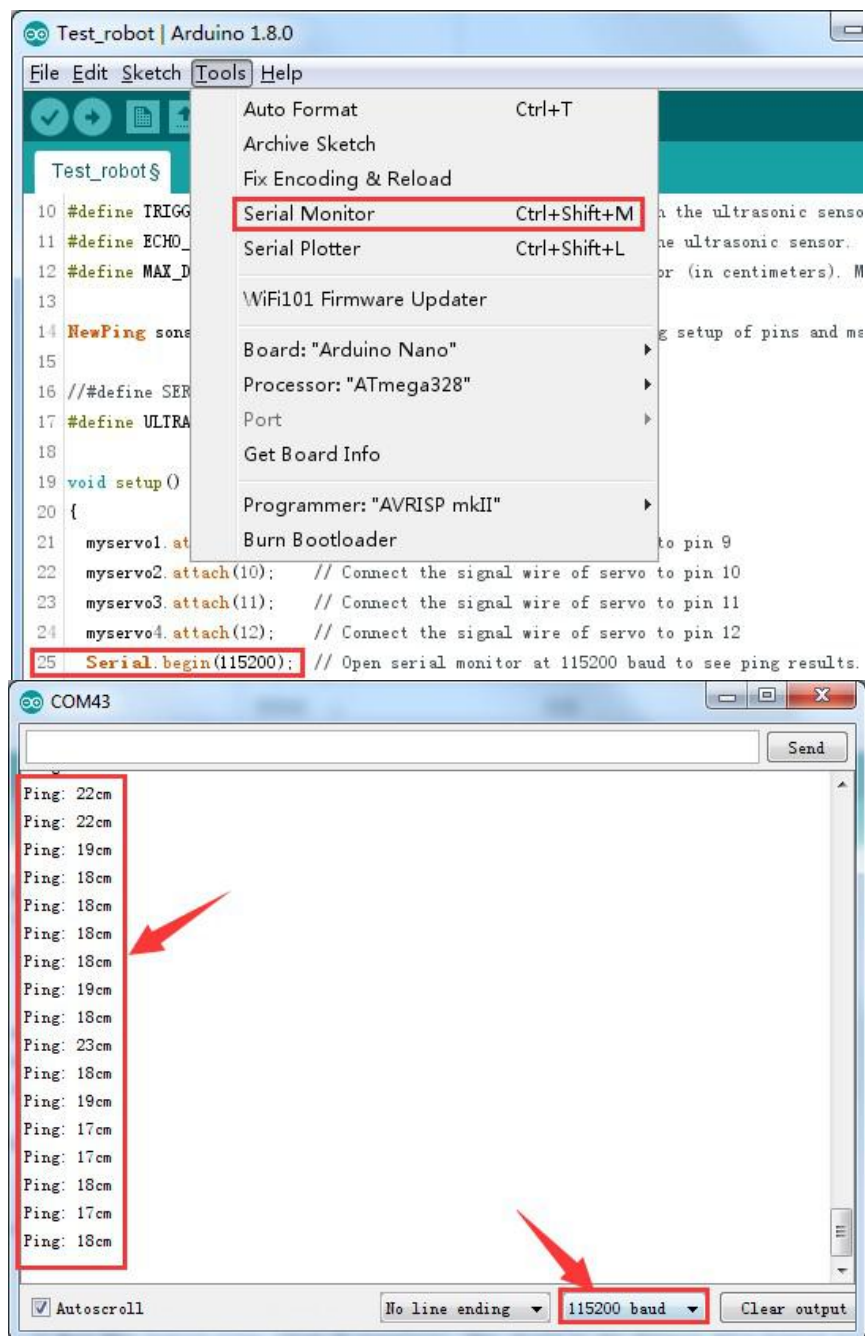 Test_robot | Arduino 1.8.0
File Edit Sketch Tools Help
Auto Format Ctrl+T
Archive Sketch
Test_robot§
Fix Encoding & Reload
10 #define TRIGG
Serial Monitor Ctrl+Shift+M
the ultrasonic senso
11 #define ECHO_
Serial Plotter Ctrl+Shift+L
ultrasonic sensor.
12 #define MAX_D
(in centimeters). M
13
WiFi101 Firmware Updater
14 NewPing sona
setup of pins and ma
15
Board: "Arduino Nano"
16 //#define SER
Processor: "ATmega328"
17 #define ULTRA
Port
18
Get Board Info
19 void setup()
20 {
Programmer: "AVRISP mkII"
21 myservo1.at
Burn Bootloader
to pin 9
22 myservo2.attach(10); // Connect the signal wire of servo to pin 10
23 myservo3.attach(11); // Connect the signal wire of servo to pin 11
24 myservo4.attach(12); // Connect the signal wire of servo to pin 12
25 Serial.begin(115200); // Open serial monitor at 115200 baud to see ping results.
COM43
Send
Ping: 22cm
Ping: 22cm
Ping: 19cm
Ping: 18cm
Ping: 18cm
Ping: 18cm
Ping: 18cm
Ping: 19cm
Ping: 18cm
Ping: 23cm
Ping: 18cm
Ping: 19cm
Ping: 17cm
Ping: 17cm
Ping: 18cm
Ping: 17cm
Ping: 18cm
Autoscroll No line ending 115200 baud Clear output